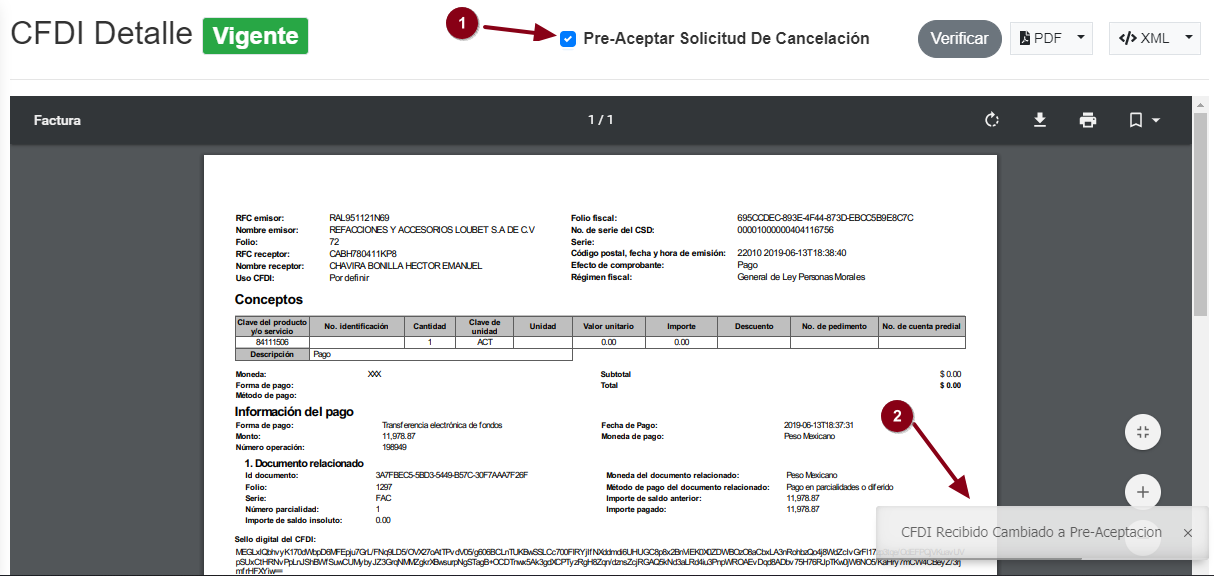 CFDI Detalle Vigente
1
Pre-Aceptar Solicitud De Cancelación
Verificar
PDF
XML
Factura
1 / 1
RFC emisor: RAL951121N69
Nombre emisor: REFACCIONES Y ACCESORIOS LOUBET S.A DE C.V
Folio: 72
RFC receptor: CABH780411KP8
Nombre receptor: CHAVIRA BONILLA HECTOR EMANUEL
Uso CFDI: Por definir
Folio fiscal: 695CCDEC-893E-4F44-873D-EBCC5B9E8C7C
No. de serie del CSD: 00001000000404116756
Serie:
Código postal, fecha y hora de emisión: 22010 2019-06-13T18:38:40
Efecto de comprobante: Pago
Régimen fiscal: General de Ley Personas Morales
Conceptos
Clave del producto y/o servicio No. identificación Cantidad Clave de unidad Unidad Valor unitario Importe Descuento No. de pedimento No. de cuenta predial
84111506 1 ACT 0.00 0.00
Descripción Pago
Moneda: XXX
Forma de pago:
Método de pago:
Subtotal $ 0.00
Total $ 0.00
Información del pago
Forma de pago: Transferencia electrónica de fondos
Monto: 11,978.87
Número operación: 198949
Fecha de Pago: 2019-06-13T18:37:31
Moneda de pago: Peso Mexicano
2
1. Documento relacionado
Id documento: 3A7FBEC5-5BD3-5449-B57C-30F7AAA7F26F
Folio: 1297
Serie: FAC
Número parcialidad: 1
Importe de saldo insoluto: 0.00
Moneda del documento relacionado: Peso Mexicano
Método de pago del documento relacionado: Pago en parcialidades o diferido
Importe de saldo anterior: 11,978.87
Importe pagado: 11,978.87
CFDI Recibido Cambiado a Pre-Aceptacion ×
Sello digital del CFDI: